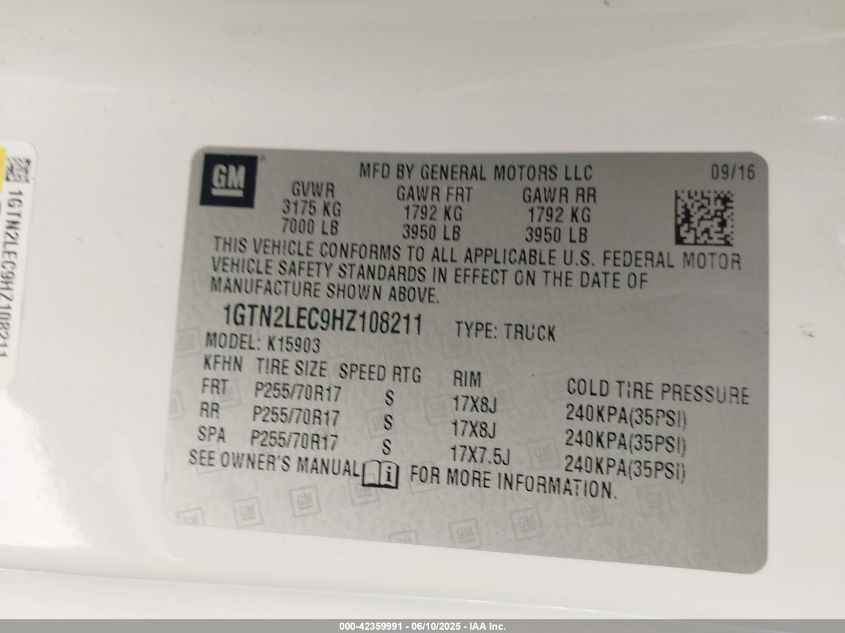 GM
MFD BY GENERAL MOTORS LLC 09/16
GVWR GAWR FRT GAWR RR
3175 KG 1792 KG 1792 KG
7000 LB 3950 LB 3950 LB
THIS VEHICLE CONFORMS TO ALL APPLICABLE U.S. FEDERAL MOTOR
VEHICLE SAFETY STANDARDS IN EFFECT ON THE DATE OF
MANUFACTURE SHOWN ABOVE.
1GTN2LEC9HZ108211 TYPE: TRUCK
MODEL: K15903
KFHN TIRE SIZE SPEED RTG RIM COLD TIRE PRESSURE
FRT P255/70R17 S 17X8J 240KPA(35PSI)
RR P255/70R17 S 17X8J 240KPA(35PSI)
SPA P255/70R17 S 17X7.5J 240KPA(35PSI)
SEE OWNER'S MANUAL i FOR MORE INFORMATION.
1GTN2LEC9HZ108211
000-42359991 - 06/10/2025 - IAA Inc.